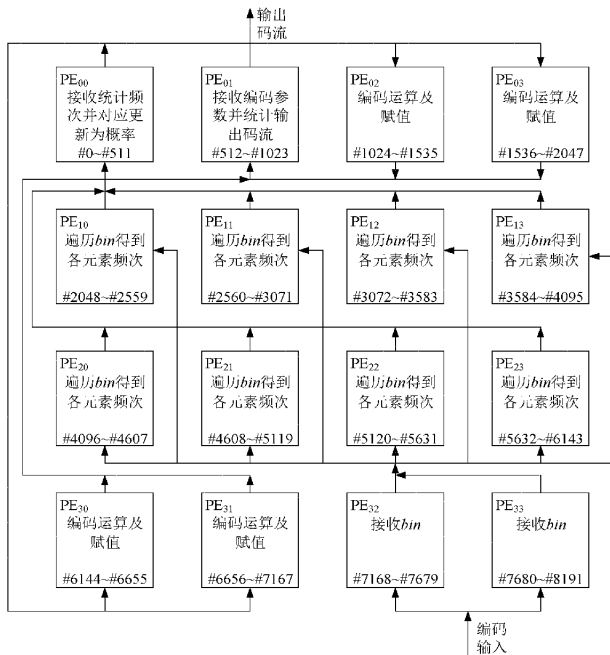 输出
码流
PE00
接收统计频
次并对应更
新为概率
#0~#511
PE01
接收编码参
数并统计输
出码流
#512~#1023
PE02
编码运算及
赋值
#1024~#1535
PE03
编码运算及
赋值
#1536~#2047
PE10
遍历bin得到
各元素频次
#2048~#2559
PE11
遍历bin得到
各元素频次
#2560~#3071
PE12
遍历bin得到
各元素频次
#3072~#3583
PE13
遍历bin得到
各元素频次
#3584~#4095
PE20
遍历bin得到
各元素频次
#4096~#4607
PE21
遍历bin得到
各元素频次
#4608~#5119
PE22
遍历bin得到
各元素频次
#5120~#5631
PE23
遍历bin得到
各元素频次
#5632~#6143
PE30
编码运算及
赋值
#6144~#6655
PE31
编码运算及
赋值
#6656~#7167
PE32
接收bin
#7168~#7679
PE33
接收bin
#7680~#8191
编码
输入